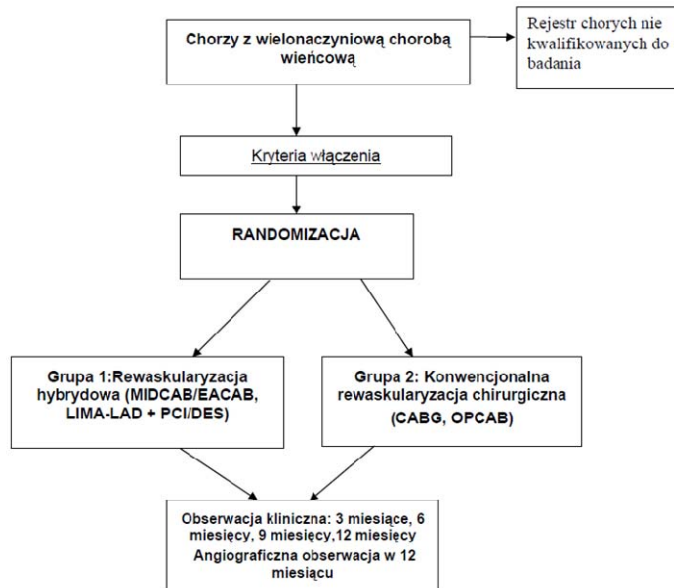 Chorzy z wielonaczyniową chorobą
wieńcową
Rejestr chorych nie
kwalifikowanych do
badania
Kryteria włączenia
RANDOMIZACJA
Grupa 1:Rewaskularyzacja
hybrydowa (MIDCAB/EACAB,
LIMA-LAD + PCI/DES)
Grupa 2: Konwencjonalna
rewaskularyzacja chirurgiczna
(CABG, OPCAB)
Obserwacja kliniczna: 3 miesiące, 6
miesięcy, 9 miesięcy,12 miesięcy
Angiograficzna obserwacja w 12
miesiącu